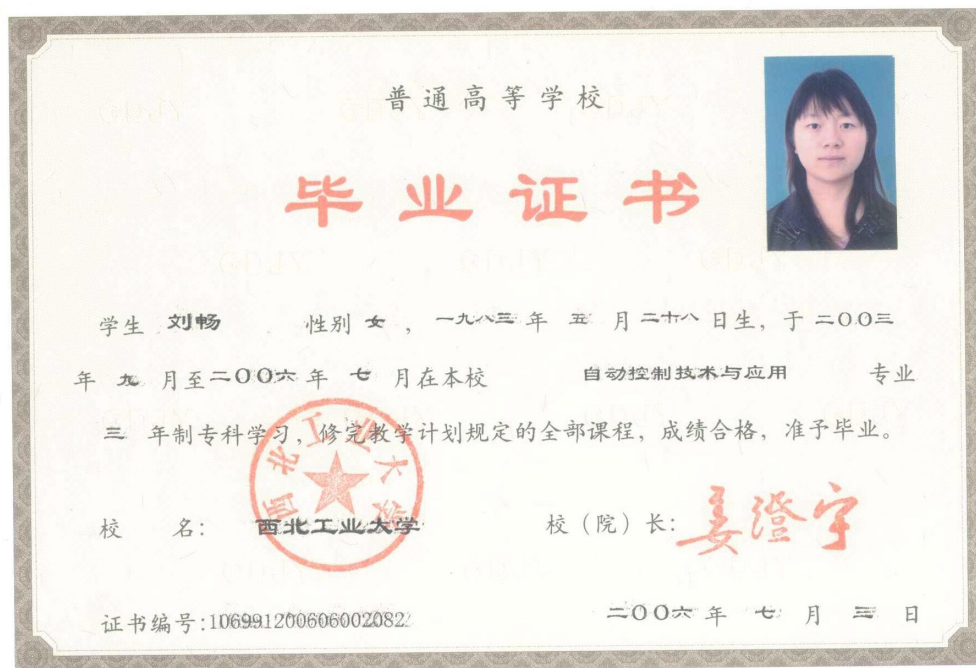 普通高等学校
毕业证书
学生 刘畅 性别 女 ，一九八三 年 五 月 二十八 日生，于 二〇〇三
年 九 月至 二〇〇六 年 七 月在本校 自动控制技术与应用 专业
三 年制专科学习，修完教学计划规定的全部课程，成绩合格，准予毕业。
西北工业大学
校 名： 西北工业大学 校（院）长：姜澄宇
证书编号:106991200606002082 二〇〇六 年 七 月 三 日